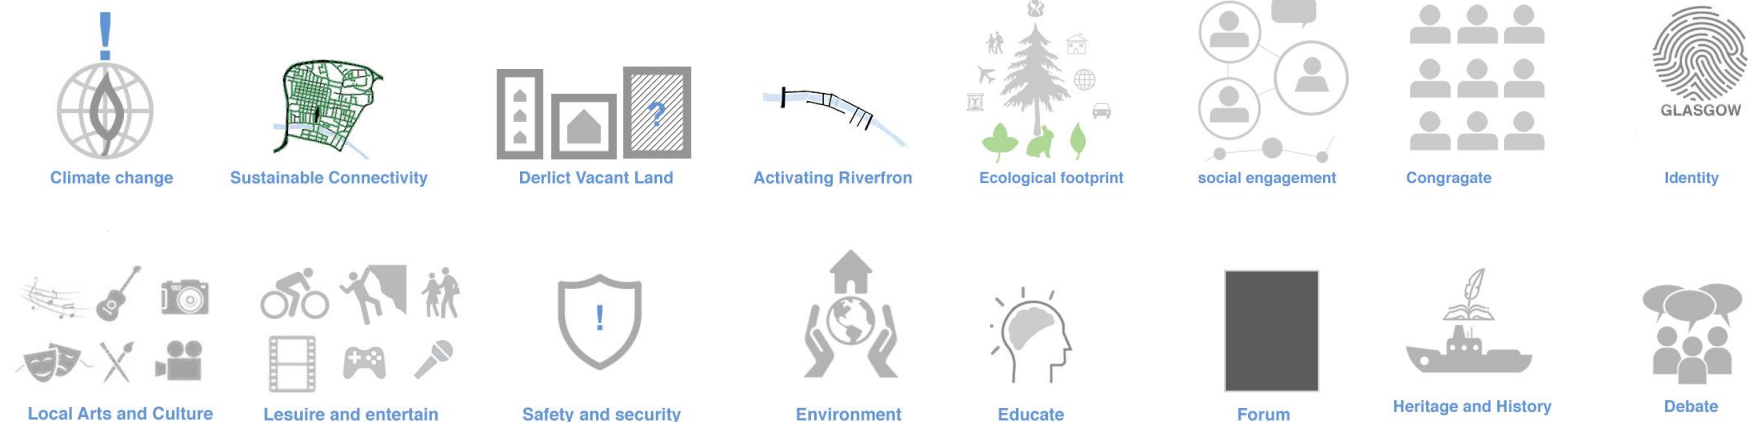 !
?
GLASGOW
Climate change
Sustainable Connectivity
Derlict Vacant Land
Activating Riverfron
Ecological footprint
social engagement
Congragate
Identity
!
Local Arts and Culture
Lesuire and entertain
Safety and security
Environment
Educate
Forum
Heritage and History
Debate